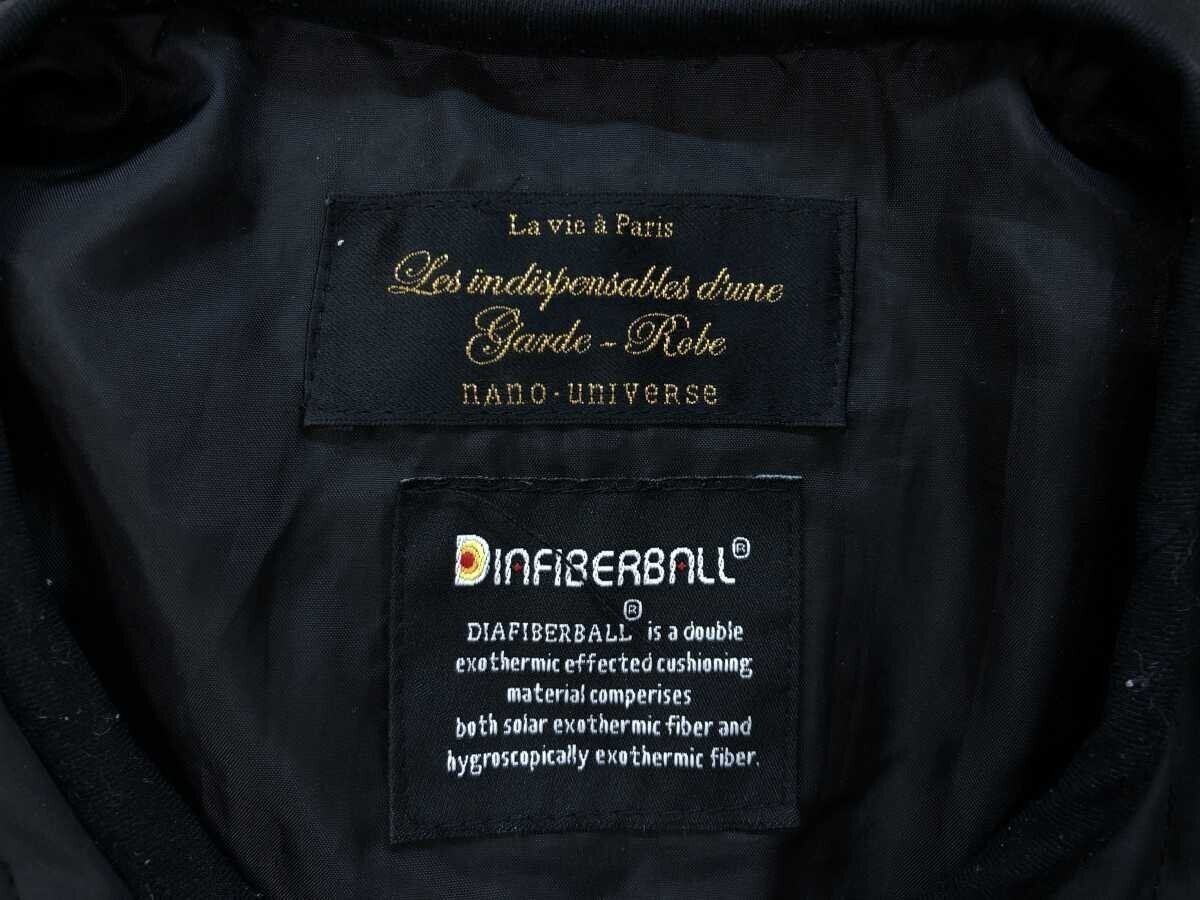 La vie à Paris
Les indispensables d'une
Garde - Robe
nAno · universe
DIAFIBERBALL®
DIAFIBERBALL® is a double
exothermic effected cushioning
material comperises
both solar exothermic fiber and
hygroscopically exothermic fiber.